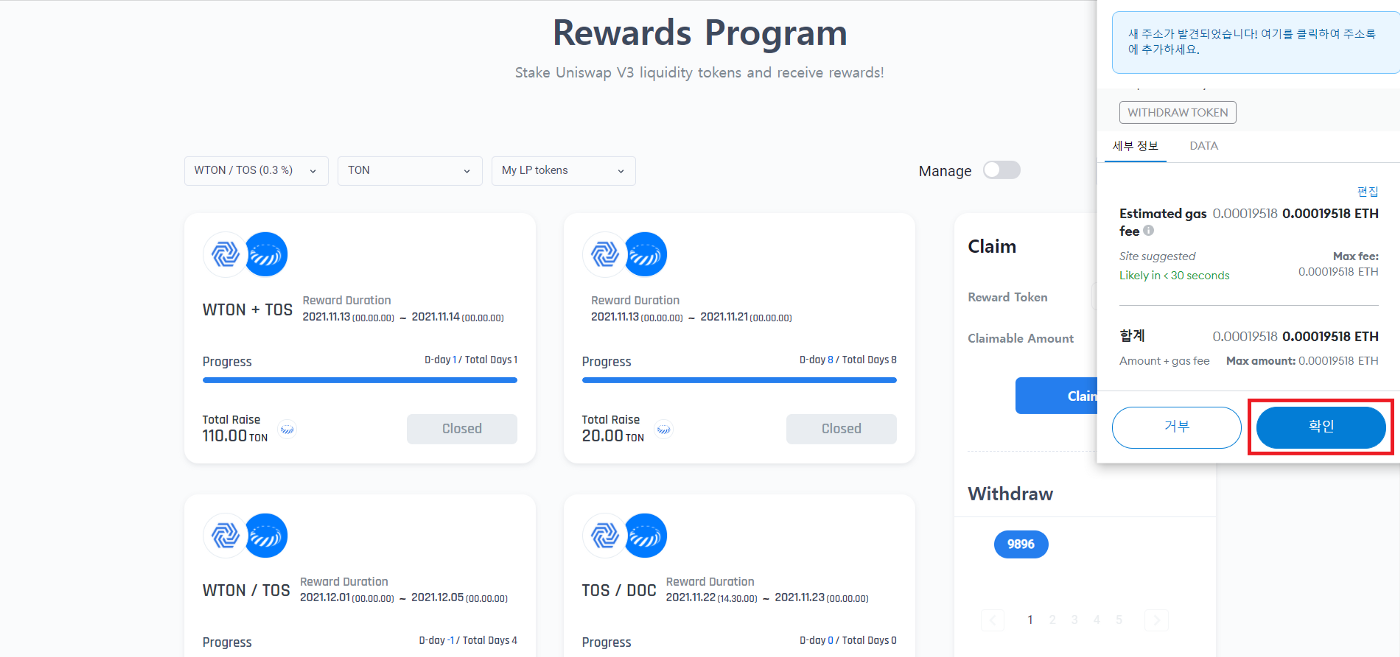 Rewards Program
Stake Uniswap V3 liquidity tokens and receive rewards!
WTON / TOS (0.3 %)
TON
My LP tokens
Manage
WTON + TOS
Reward Duration
2021.11.13 (00.00.00) ~ 2021.11.14 (00.00.00)
Progress
D-day 1 / Total Days 1
Total Raise
110.00 TON
Closed
Reward Duration
2021.11.13 (00.00.00) ~ 2021.11.21 (00.00.00)
Progress
D-day 8 / Total Days 8
Total Raise
20.00 TON
Closed
WTON / TOS
Reward Duration
2021.12.01 (00.00.00) ~ 2021.12.05 (00.00.00)
Progress
D-day -1 / Total Days 4
TOS / DOC
Reward Duration
2021.11.22 (14.30.00) ~ 2021.11.23 (00.00.00)
Progress
D-day 0 / Total Days 0
Claim
Reward Token
Claimable Amount
Withdraw
9896
1 2 3 4 5
새 주소가 발견되었습니다! 여기를 클릭하여 주소록
에 추가하세요.
WITHDRAW TOKEN
세부 정보
DATA
편집
Estimated gas 0.00019518 0.00019518 ETH
fee
Site suggested
Max fee:
Likely in < 30 seconds
0.00019518 ETH
합계
0.00019518 0.00019518 ETH
Amount + gas fee
Max amount: 0.00019518 ETH
거부
확인